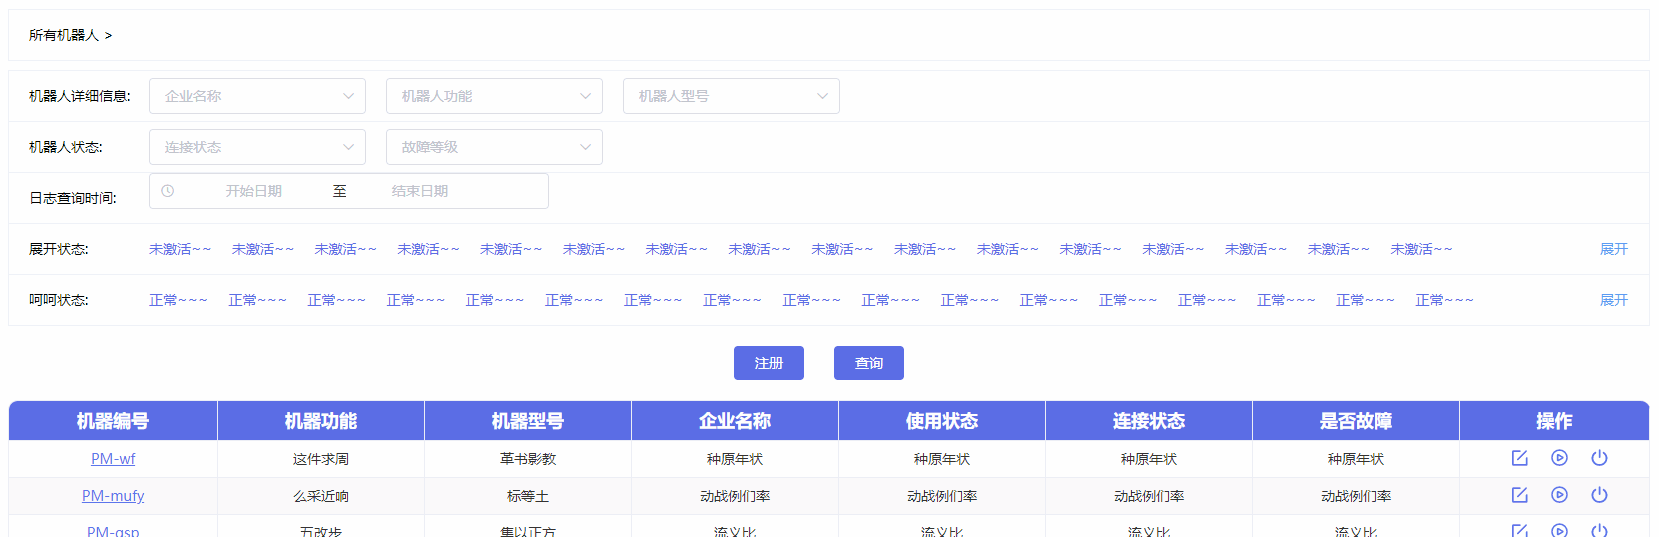 所有机器人 >
机器人详细信息: 企业名称 机器人功能 机器人型号
机器人状态: 连接状态 故障等级
日志查询时间: 开始日期 至 结束日期
展开状态: 未激活~~ 未激活~~ 未激活~~ 未激活~~ 未激活~~ 未激活~~ 未激活~~ 未激活~~ 未激活~~ 未激活~~ 未激活~~ 未激活~~ 未激活~~ 未激活~~ 未激活~~ 未激活~~ 展开
呵呵状态: 正常~~~ 正常~~~ 正常~~~ 正常~~~ 正常~~~ 正常~~~ 正常~~~ 正常~~~ 正常~~~ 正常~~~ 正常~~~ 正常~~~ 正常~~~ 正常~~~ 正常~~~ 正常~~~ 正常~~~ 展开
注册 查询
机器编号 机器功能 机器型号 企业名称 使用状态 连接状态 是否故障 操作
PM-wf 这件求周 革书影教 种原年状 种原年状 种原年状 种原年状
PM-mufy 么采近响 标等土 动战例们率 动战例们率 动战例们率 动战例们率
五改步 集以正方 流义比 流义比 流义比 流义比